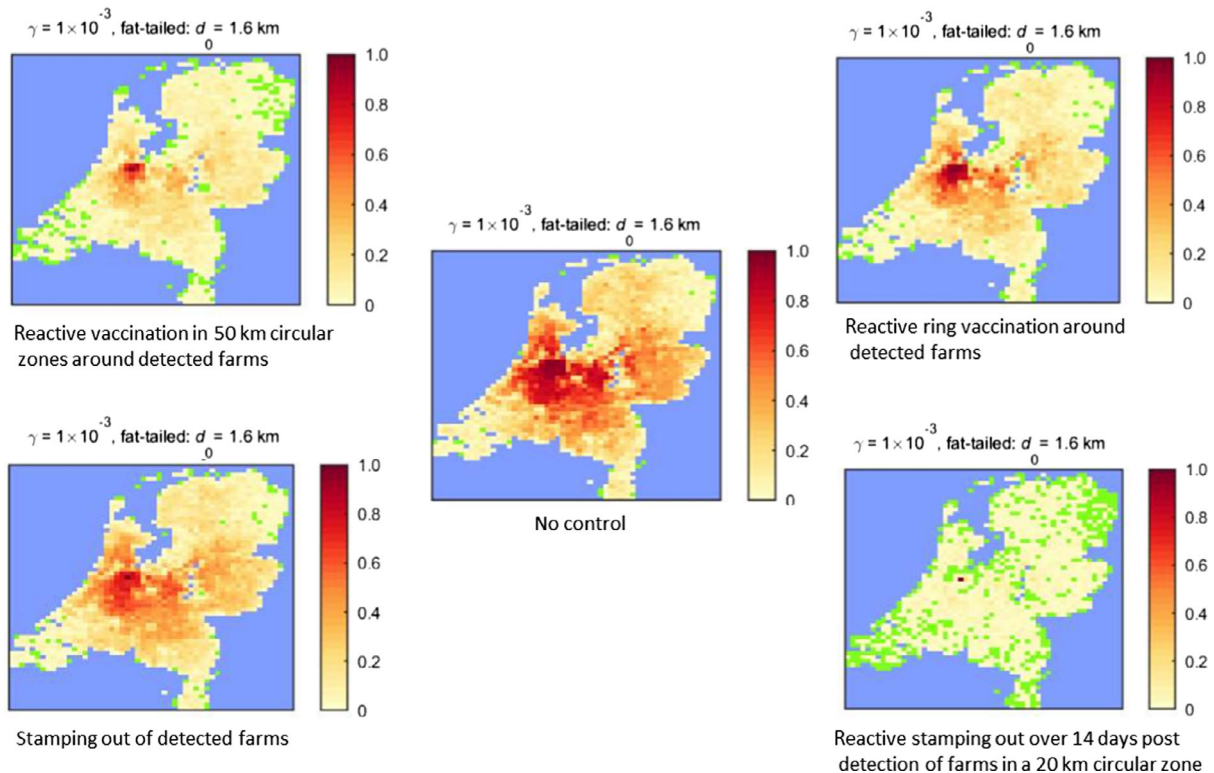 γ = 1×10⁻³, fat-tailed: d₀ = 1.6 km
1.0
0.8
0.6
0.4
0.2
0
Reactive vaccination in 50 km circular
zones around detected farms
γ = 1×10⁻³, fat-tailed: d₀ = 1.6 km
1.0
0.8
0.6
0.4
0.2
0
Reactive ring vaccination around
detected farms
γ = 1×10⁻³, fat-tailed: d₀ = 1.6 km
1.0
0.8
0.6
0.4
0.2
0
No control
γ = 1×10⁻³, fat-tailed: d₀ = 1.6 km
1.0
0.8
0.6
0.4
0.2
0
Stamping out of detected farms
γ = 1×10⁻³, fat-tailed: d₀ = 1.6 km
1.0
0.8
0.6
0.4
0.2
0
Reactive stamping out over 14 days post
detection of farms in a 20 km circular zone